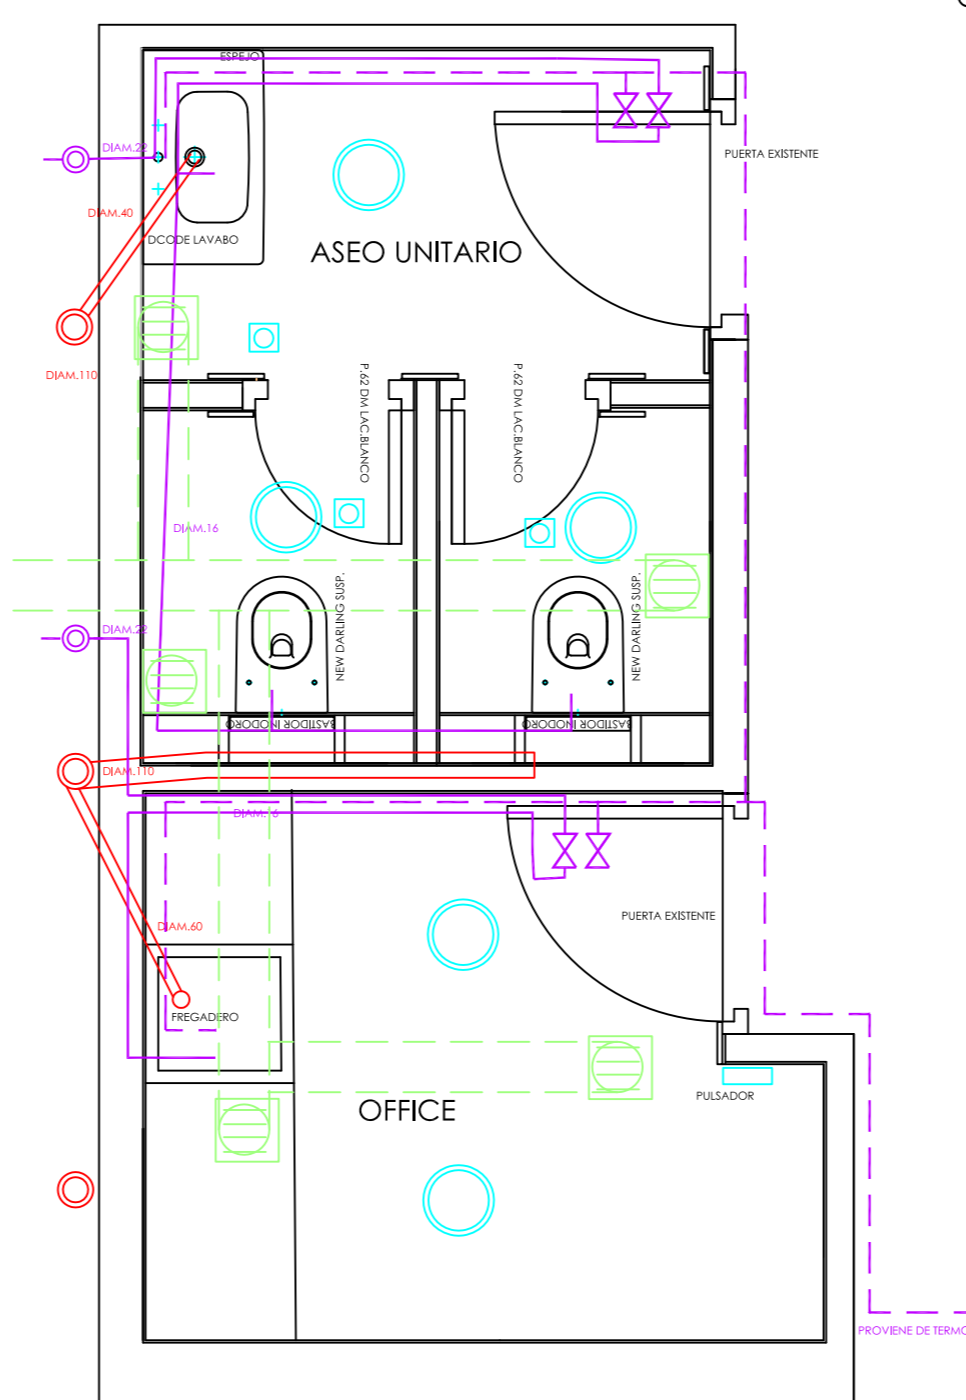 ESPEJO
DIAM.22
PUERTA EXISTENTE
DIAM.40
DCODE LAVABO
ASEO UNITARIO
DIAM.110
P.62 DM LAC.BLANCO
P.62 DM LAC.BLANCO
DIAM.16
NEW DARLING SUSP.
NEW DARLING SUSP.
DIAM.22
BASTIDOR INODORO
BASTIDOR INODORO
DIAM.110
DIAM.16
PUERTA EXISTENTE
DIAM.60
FREGADERO
PULSADOR
OFFICE
PROVIENE DE TERMO